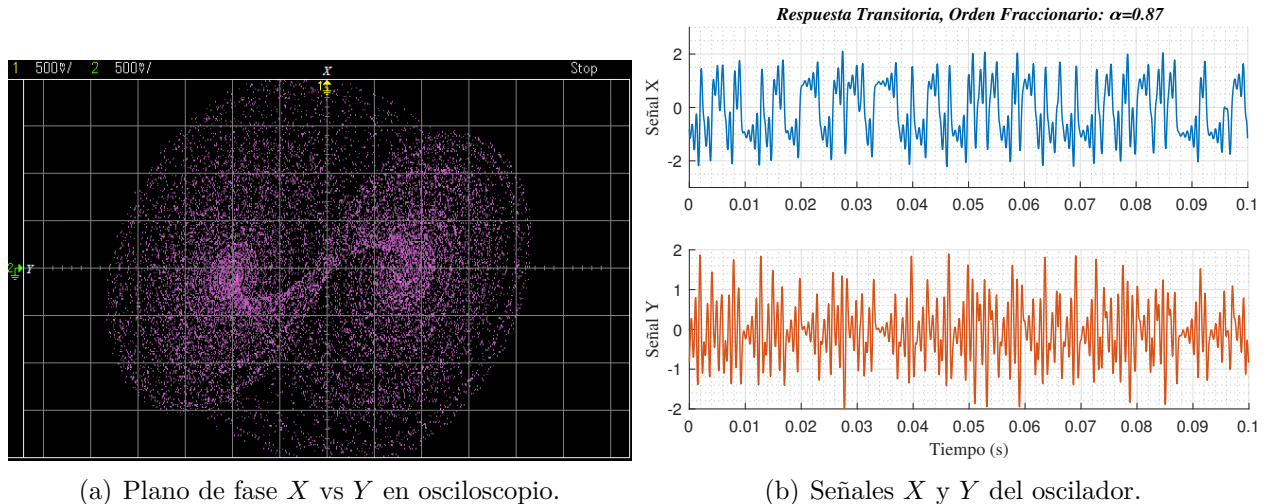 1 500♈/ 2 500♈/ X Stop
1
2 Y
(a) Plano de fase X vs Y en osciloscopio.
Respuesta Transitoria, Orden Fraccionario: α=0.87
Señal X
2
0
-2
0 0.01 0.02 0.03 0.04 0.05 0.06 0.07 0.08 0.09 0.1
Señal Y
2
1
0
-1
-2
0 0.01 0.02 0.03 0.04 0.05 0.06 0.07 0.08 0.09 0.1
Tiempo (s)
(b) Señales X y Y del oscilador.